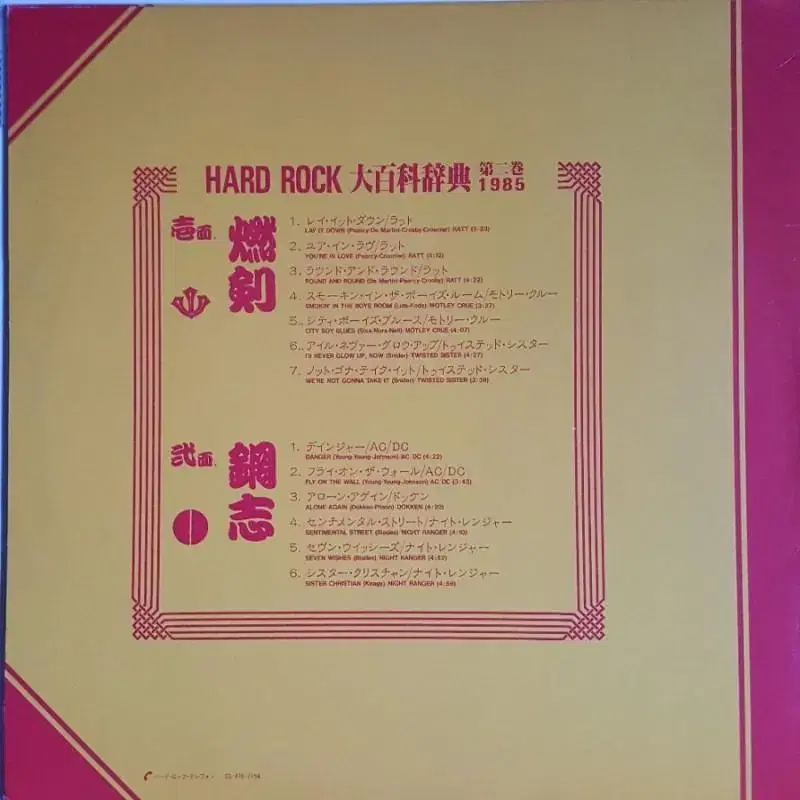 HARD ROCK 大百科辞典 第二巻 1985
壱面.
燃剣
1. レイ・イット・ダウン/ラット
LAY IT DOWN (Pearcy-De Martin-Crosby-Croucier) RATT (3:23)
2. ユア・イン・ラヴ/ラット
YOU'RE IN LOVE (Pearcy-Croucier) RATT (4:12)
3. ラウンド・アンド・ラウンド/ラット
ROUND AND ROUND (De Martin-Pearcy-Crosby) RATT (4:22)
4. スモーキン・イン・ザ・ボーイズ・ルーム/モトリー・クルー
SMOKIN' IN THE BOYS ROOM (Lutz-Koda) MOTLEY CRUE (3:27)
5. シティ・ボーイズ・ブルース/モトリー・クルー
CITY BOY BLUES (Sixx-Mars-Neil) MOTLEY CRUE (4:07)
6. アイル・ネヴァー・グロウ・アップ/トゥイステッド・シスター
I'll NEVER GLOW UP, NOW (Snider) TWISTED SISTER (4:27)
7. ノット・ゴナ・テイク・イット/トゥイステッド・シスター
WE'RE NOT GONNA TAKE IT (Snider) TWISTED SISTER (3:39)
弐面.
鋼志
1. デインジャー/AC/DC
DANGER (Young-Young-Johnson) AC DC (4:22)
2. フライ・オン・ザ・ウォール/AC/DC
FLY ON THE WALL (Young-Young-Johnson) AC DC (3:43)
3. アローン・アゲイン/ドッケン
ALONE AGAIN (Dokken-Pilson) DOKKEN (4:20)
4. センチメンタル・ストリート/ナイト・レンジャー
SENTIMENTAL STREET (Blades) NIGHT RANGER (4:10)
5. セヴン・ウィッシーズ/ナイト・レンジャー
SEVEN WISHES (Blades) NIGHT RANGER
6. シスター・クリスチャン/ナイト・レンジャー
SISTER CHRISTIAN (Keagy) NIGHT RANGER (4:59)
ハード・ロック・テレフォン